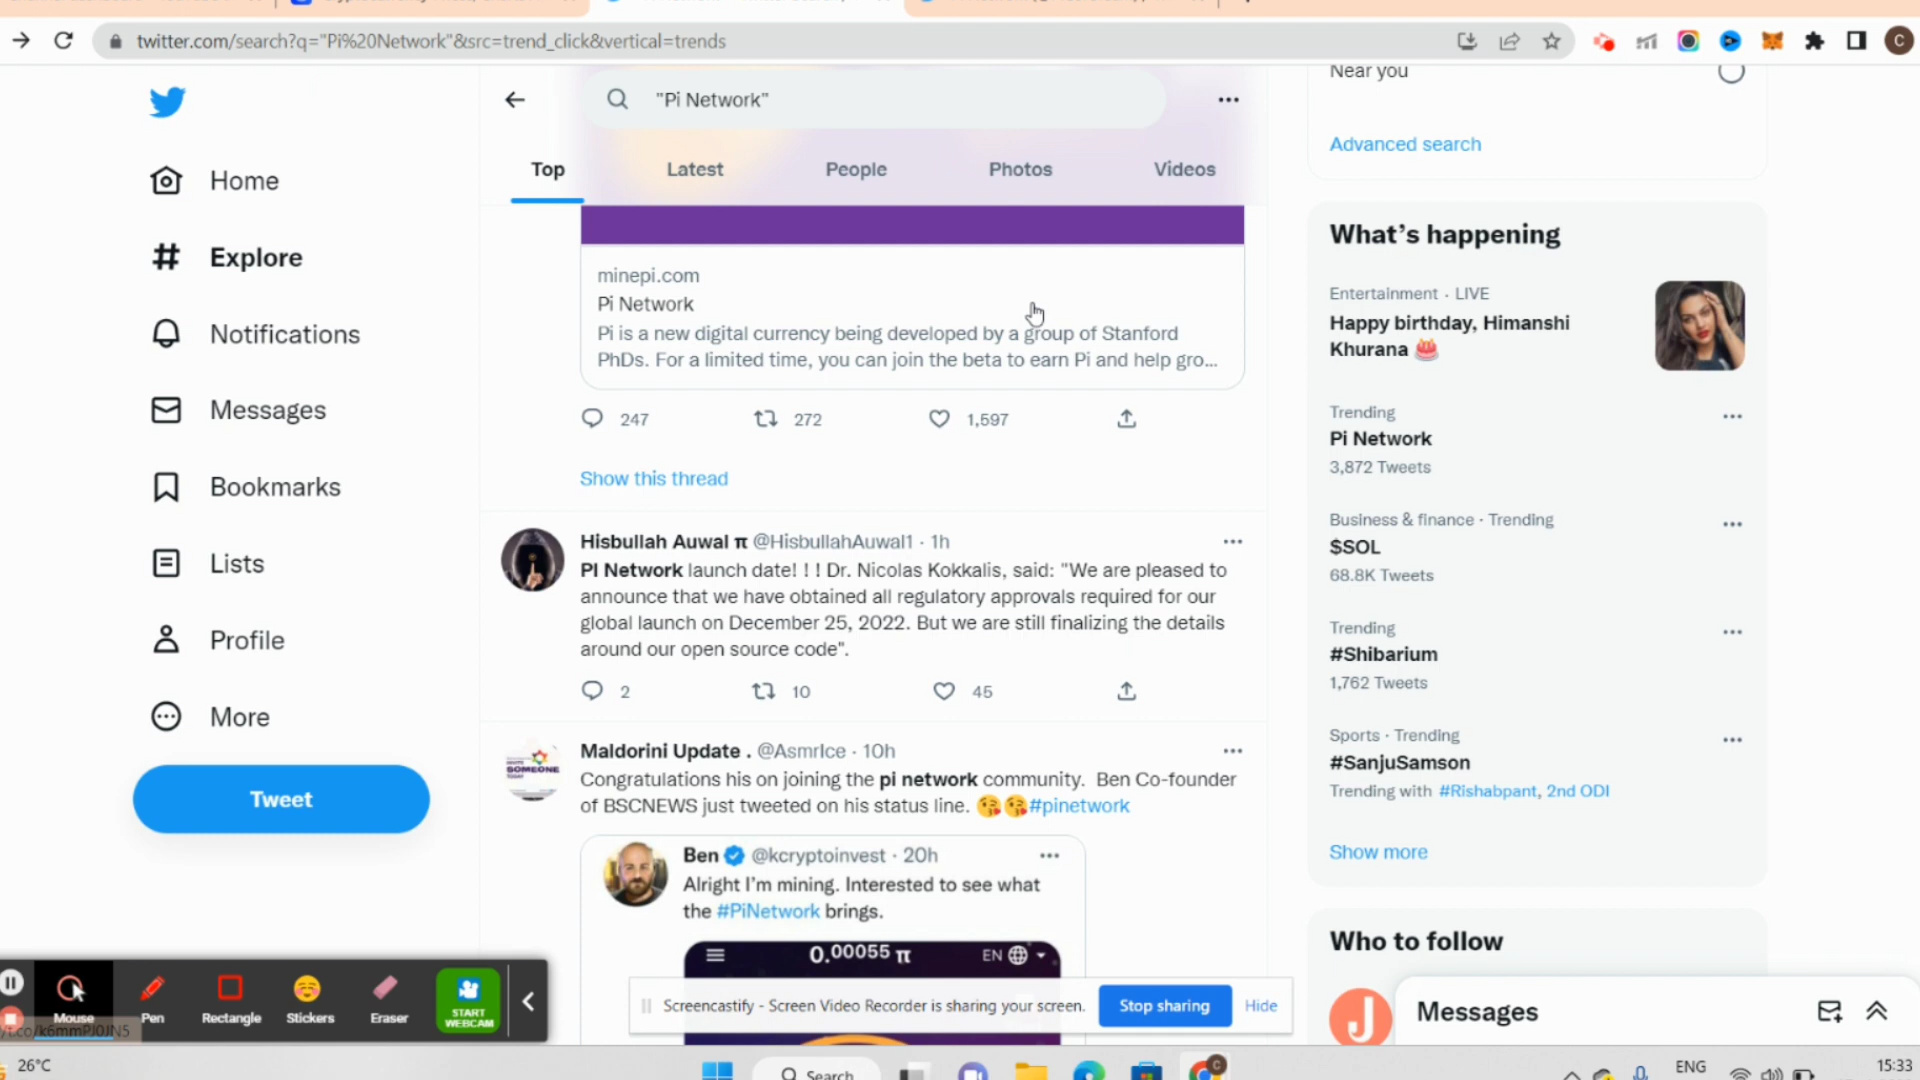 twitter.com/search?q="Pi%20Network"&src=trend_click&vertical=trends
C
"Pi Network"
Top
Latest
People
Photos
Videos
Home
Explore
Notifications
Messages
Bookmarks
Lists
Profile
More
Tweet
minepi.com
Pi Network
Pi is a new digital currency being developed by a group of Stanford
PhDs. For a limited time, you can join the beta to earn Pi and help gro...
247
272
1,597
Show this thread
Hisbullah Auwal π @HisbullahAuwal1 · 1h
PI Network launch date! ! ! Dr. Nicolas Kokkalis, said: "We are pleased to
announce that we have obtained all regulatory approvals required for our
global launch on December 25, 2022. But we are still finalizing the details
around our open source code".
2
10
45
SOMEONE
Maldorini Update . @AsmrIce · 10h
Congratulations his on joining the pi network community. Ben Co-founder
of BSCNEWS just tweeted on his status line. 😘😘#pinetwork
Ben @kcryptoinvest · 20h
Alright I'm mining. Interested to see what
the #PiNetwork brings.
0.00055 π
EN
Near you
Advanced search
What's happening
Entertainment · LIVE
Happy birthday, Himanshi
Khurana 🎂
Trending
Pi Network
3,872 Tweets
Business & finance · Trending
$SOL
68.8K Tweets
Trending
#Shibarium
1,762 Tweets
Sports · Trending
#SanjuSamson
Trending with #Rishabpant, 2nd ODI
Show more
Who to follow
J
Messages
Mouse
Pen
Rectangle
Stickers
Eraser
START
WEBCAM
Screencastify - Screen Video Recorder is sharing your screen.
Stop sharing
Hide
26°C
Search
C
ENG
15:33